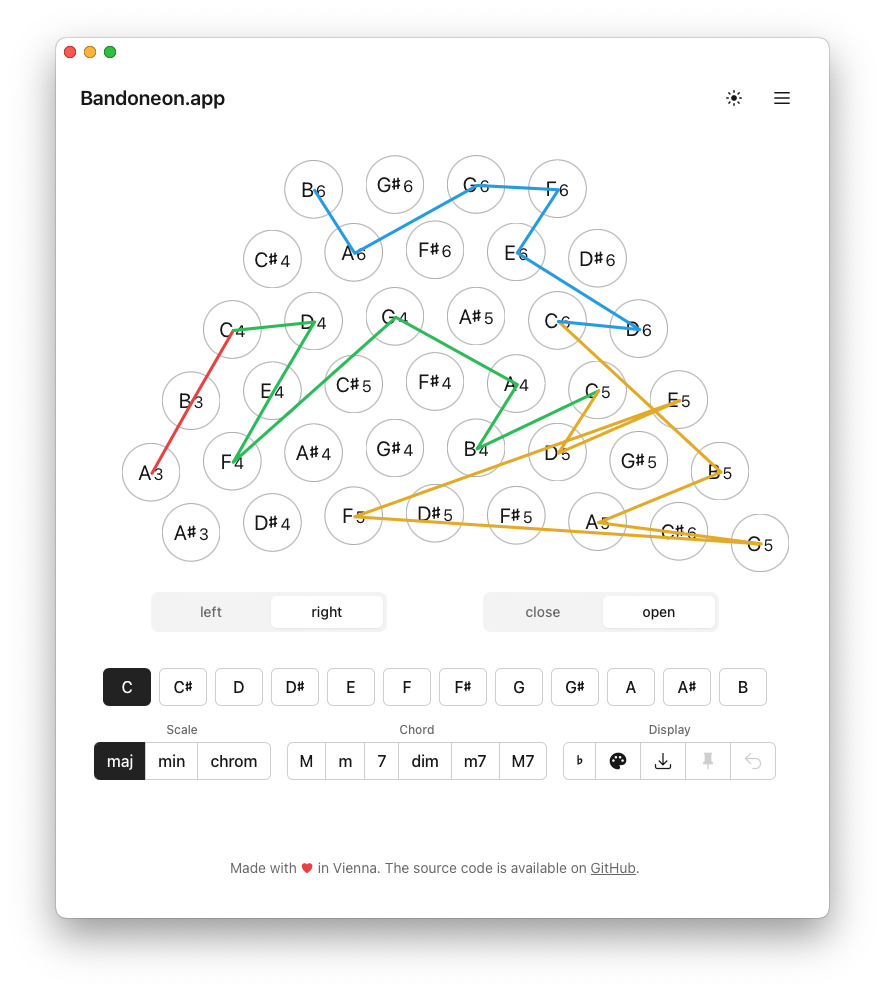 Bandoneon.app
B6 G♯6 G6 F6
C♯4 A6 F♯6 E6 D♯6
C4 D4 G4 A♯5 C6 D6
B3 E4 C♯5 F♯4 A4 C5 E5
A3 F4 A♯4 G♯4 B4 D5 G♯5 B5
A♯3 D♯4 F5 D♯5 F♯5 A5 C♯6 G5
left right close open
C C♯ D D♯ E F F♯ G G♯ A A♯ B
Scale Chord Display
maj min chrom M m 7 dim m7 M7 ♭
Made with ♥ in Vienna. The source code is available on GitHub.